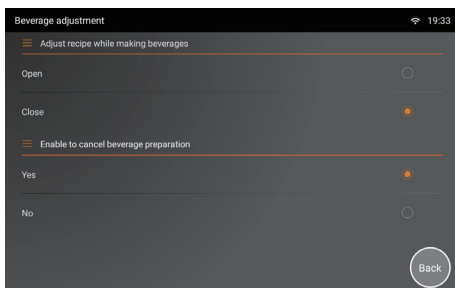 Beverage adjustment 19:33
Adjust recipe while making beverages
Open
Close
Enable to cancel beverage preparation
Yes
No
Back